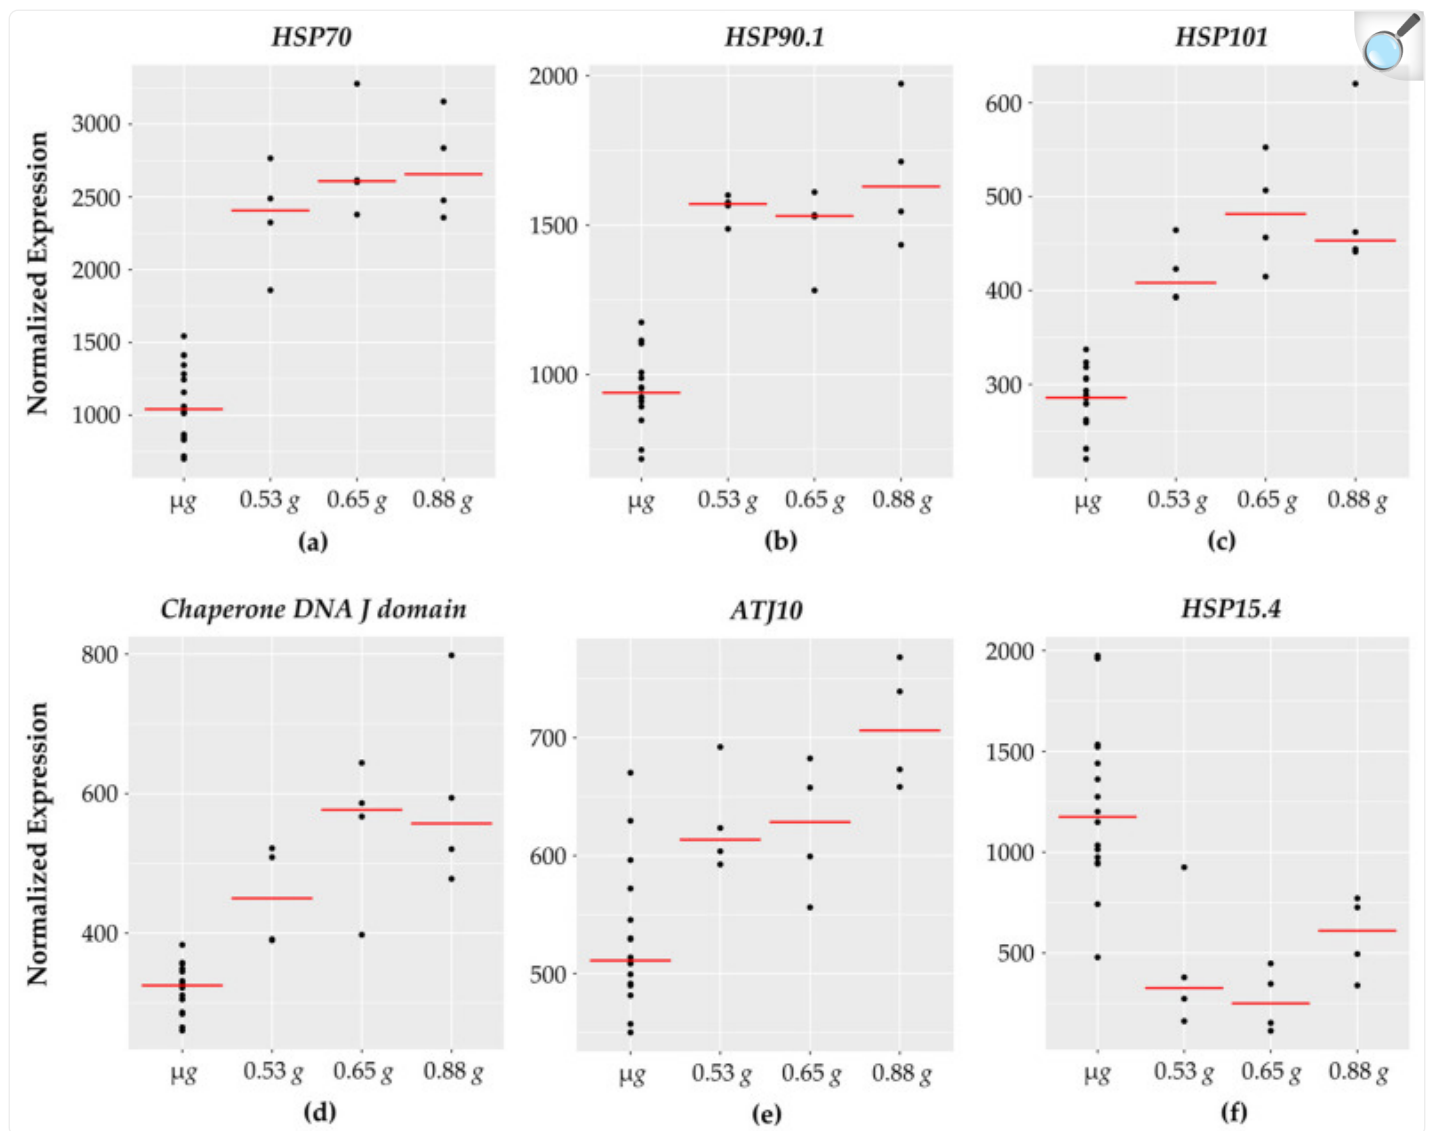 HSP70
HSP90.1
HSP101
Normalized Expression
3000
2500
2000
1500
1000
μg 0.53 g 0.65 g 0.88 g
(a)
2000
1500
1000
μg 0.53 g 0.65 g 0.88 g
(b)
600
500
400
300
μg 0.53 g 0.65 g 0.88 g
(c)
Chaperone DNA J domain
ATJ10
HSP15.4
Normalized Expression
800
600
400
μg 0.53 g 0.65 g 0.88 g
(d)
700
600
500
μg 0.53 g 0.65 g 0.88 g
(e)
2000
1500
1000
500
μg 0.53 g 0.65 g 0.88 g
(f)